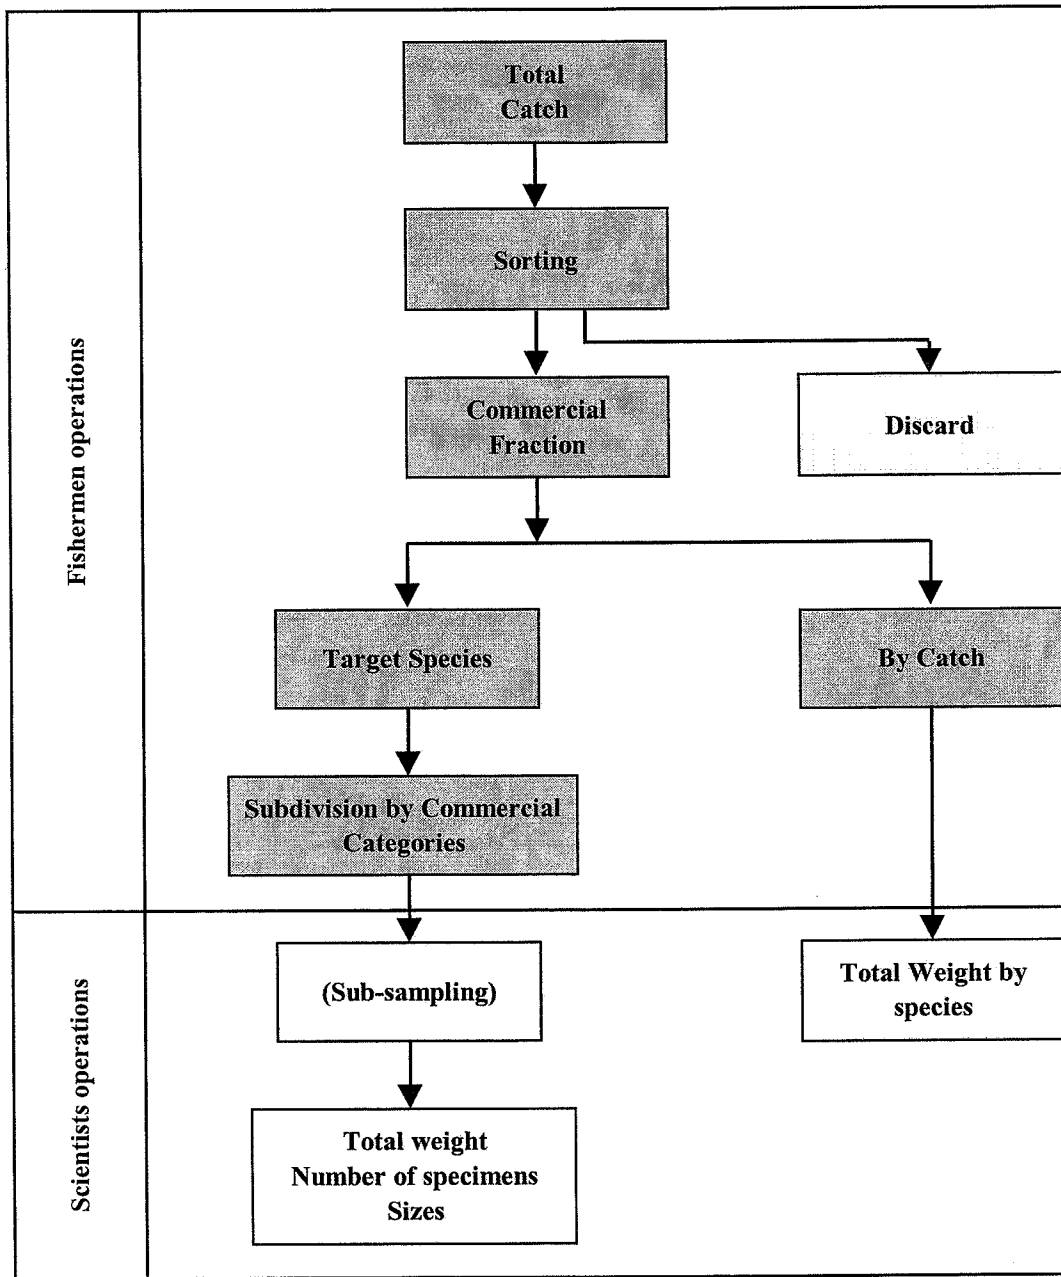 Fishermen operations
Total
Catch
Sorting
Commercial
Fraction
Discard
Target Species
By Catch
Subdivision by Commercial
Categories
Scientists operations
(Sub-sampling)
Total Weight by
species
Total weight
Number of specimens
Sizes